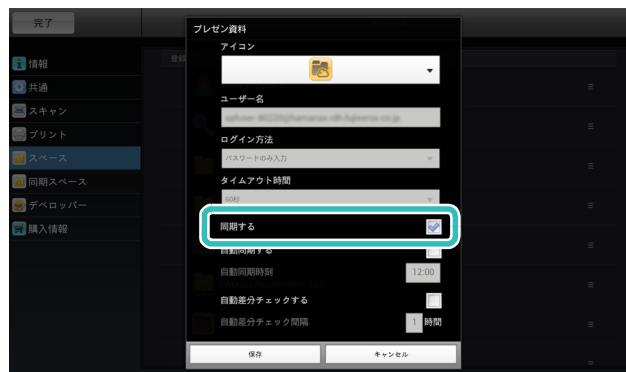 完了
プレゼン資料
アイコン
情報
登録
共通
ユーザー名
スキャン
プリント
ログイン方法
パスワードのみ入力
スペース
同期スペース
タイムアウト時間
60秒
デベロッパー
購入情報
同期する
自動同期する
自動同期時刻
12:00
自動差分チェックする
自動差分チェック間隔
1 時間
保存
キャンセル